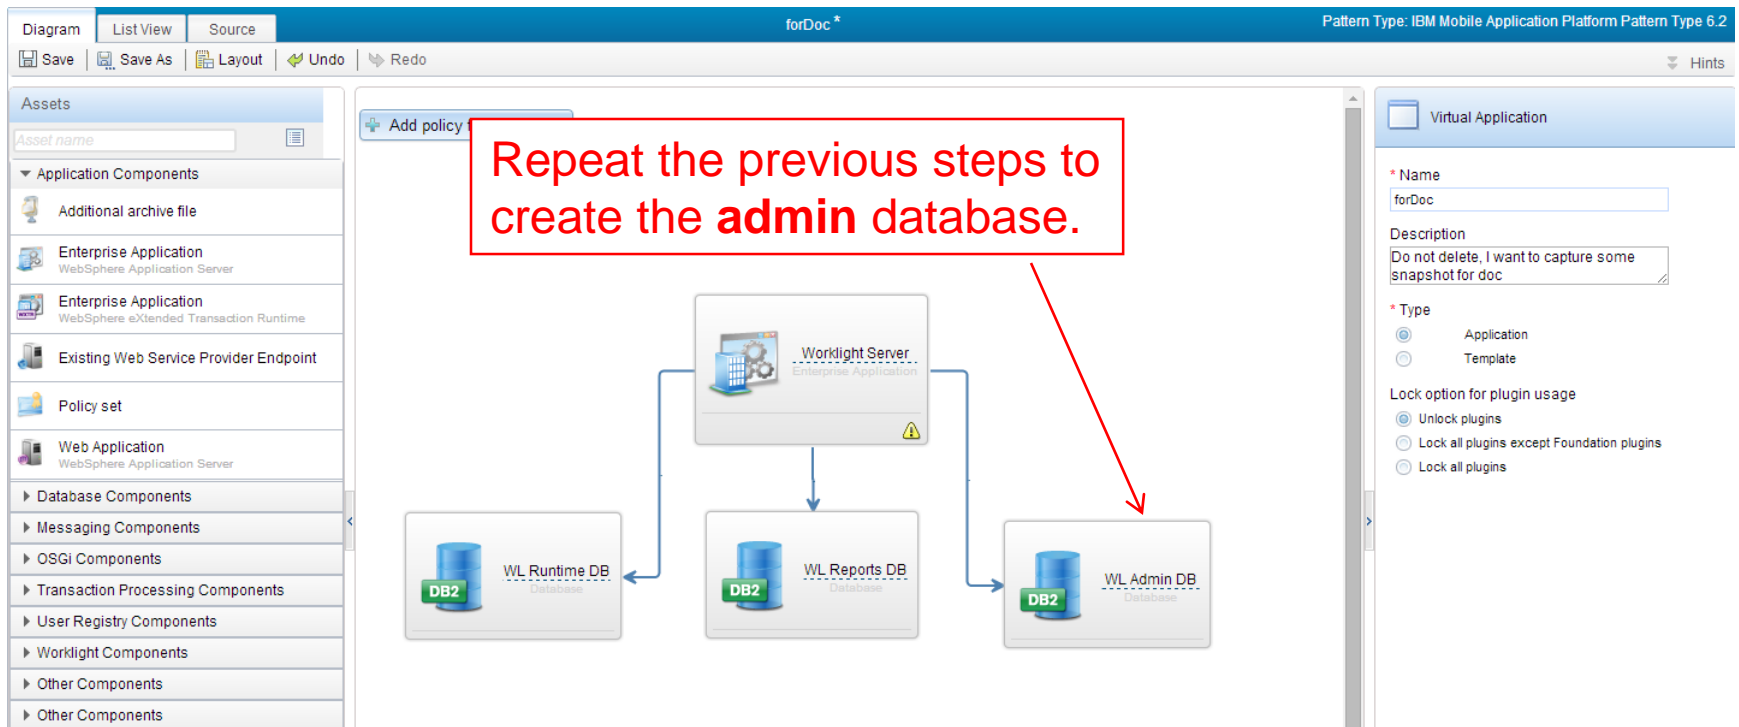 Diagram
List View
Source
forDoc *
Pattern Type: IBM Mobile Application Platform Pattern Type 6.2
Save
Save As
Layout
Undo
Redo
Hints
Assets
Asset name
Application Components
Additional archive file
Enterprise Application
WebSphere Application Server
Enterprise Application
WebSphere eXtended Transaction Runtime
Existing Web Service Provider Endpoint
Policy set
Web Application
WebSphere Application Server
Database Components
Messaging Components
OSGi Components
Transaction Processing Components
User Registry Components
Worklight Components
Other Components
Other Components
Add policy
Repeat the previous steps to
create the admin database.
Worklight Server
Enterprise Application
DB2
WL Runtime DB
Database
DB2
WL Reports DB
Database
DB2
WL Admin DB
Database
Virtual Application
* Name
forDoc
Description
Do not delete, I want to capture some
snapshot for doc
* Type
Application
Template
Lock option for plugin usage
Unlock plugins
Lock all plugins except Foundation plugins
Lock all plugins